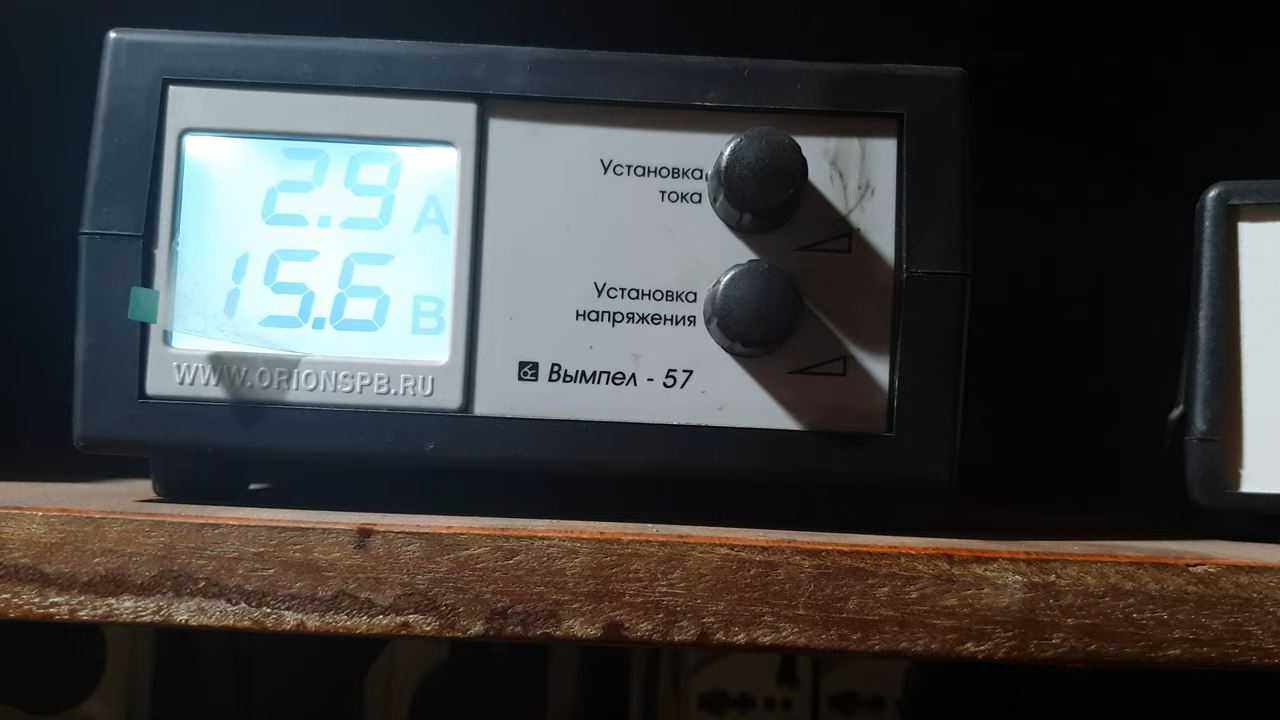 2.9 А
15.6 В
WWW.ORIONSPB.RU
Установка
тока
Установка
напряжения
Вымпел - 57